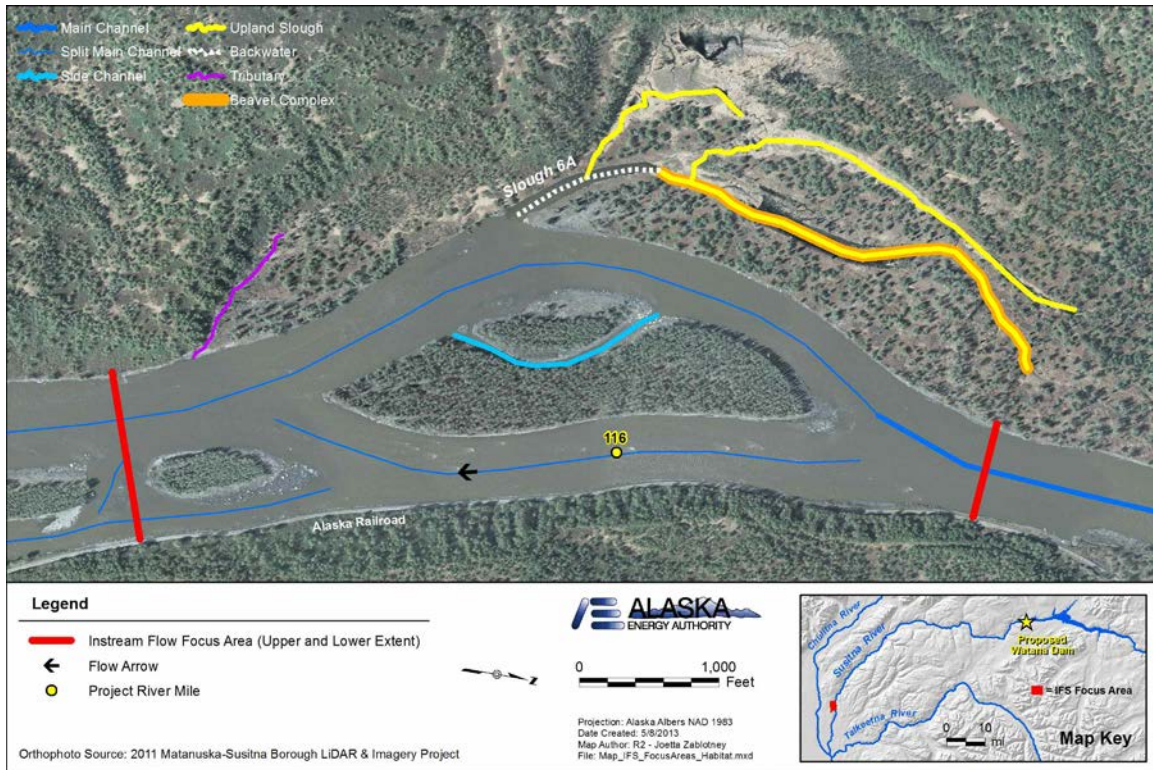 Main Channel
Split Main Channel
Side Channel
Upland Slough
Backwater
Tributary
Beaver Complex
Slough 6A
116
Alaska Railroad
Legend
Instream Flow Focus Area (Upper and Lower Extent)
Flow Arrow
Project River Mile
Orthophoto Source: 2011 Matanuska-Susitna Borough LiDAR & Imagery Project
ALASKA
ENERGY AUTHORITY
0 1,000
Feet
Projection: Alaska Albers NAD 1983
Date Created: 5/8/2013
Map Author: R2 - Joetta Zablotney
File: Map_IFS_FocusAreas_Habitat.mxd
Chulitna River
Susitna River
Talkeetna River
Proposed
Watana Dam
= IFS Focus Area
0 10
mi
Map Key